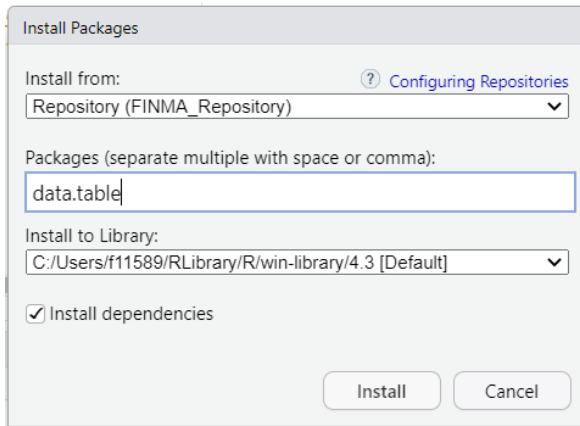 Install Packages
Install from:
? Configuring Repositories
Repository (FINMA_Repository)
Packages (separate multiple with space or comma):
data.table
Install to Library:
C:/Users/f11589/RLibrary/R/win-library/4.3 [Default]
Install dependencies
Install Cancel